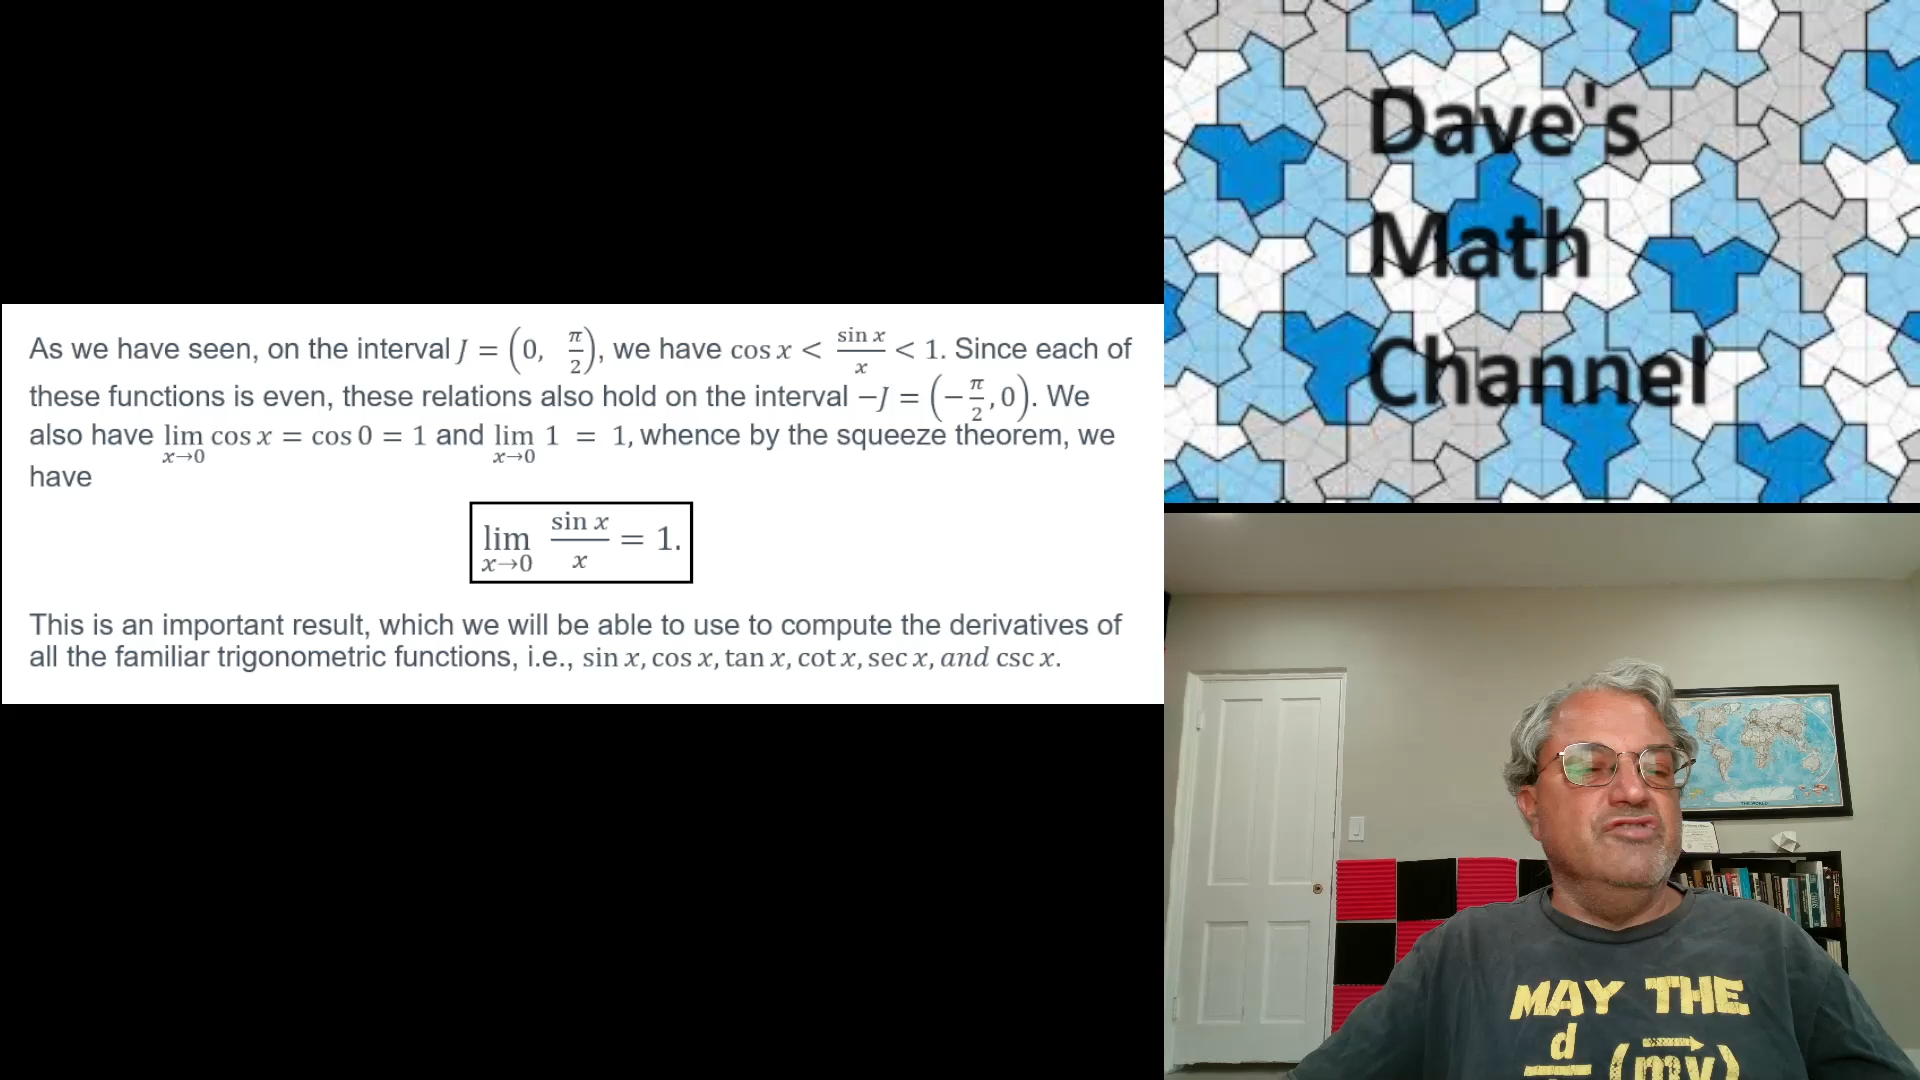 As we have seen, on the interval J = (0, π/2), we have cos x < sin x / x < 1. Since each of
these functions is even, these relations also hold on the interval −J = (−π/2, 0). We
also have lim x→0 cos x = cos 0 = 1 and lim x→0 1 = 1, whence by the squeeze theorem, we
have
lim x→0 sin x / x = 1.
This is an important result, which we will be able to use to compute the derivatives of
all the familiar trigonometric functions, i.e., sin x, cos x, tan x, cot x, sec x, and csc x.
Dave's
Math
Channel
THE WORLD
MAY THE
d
(mv)